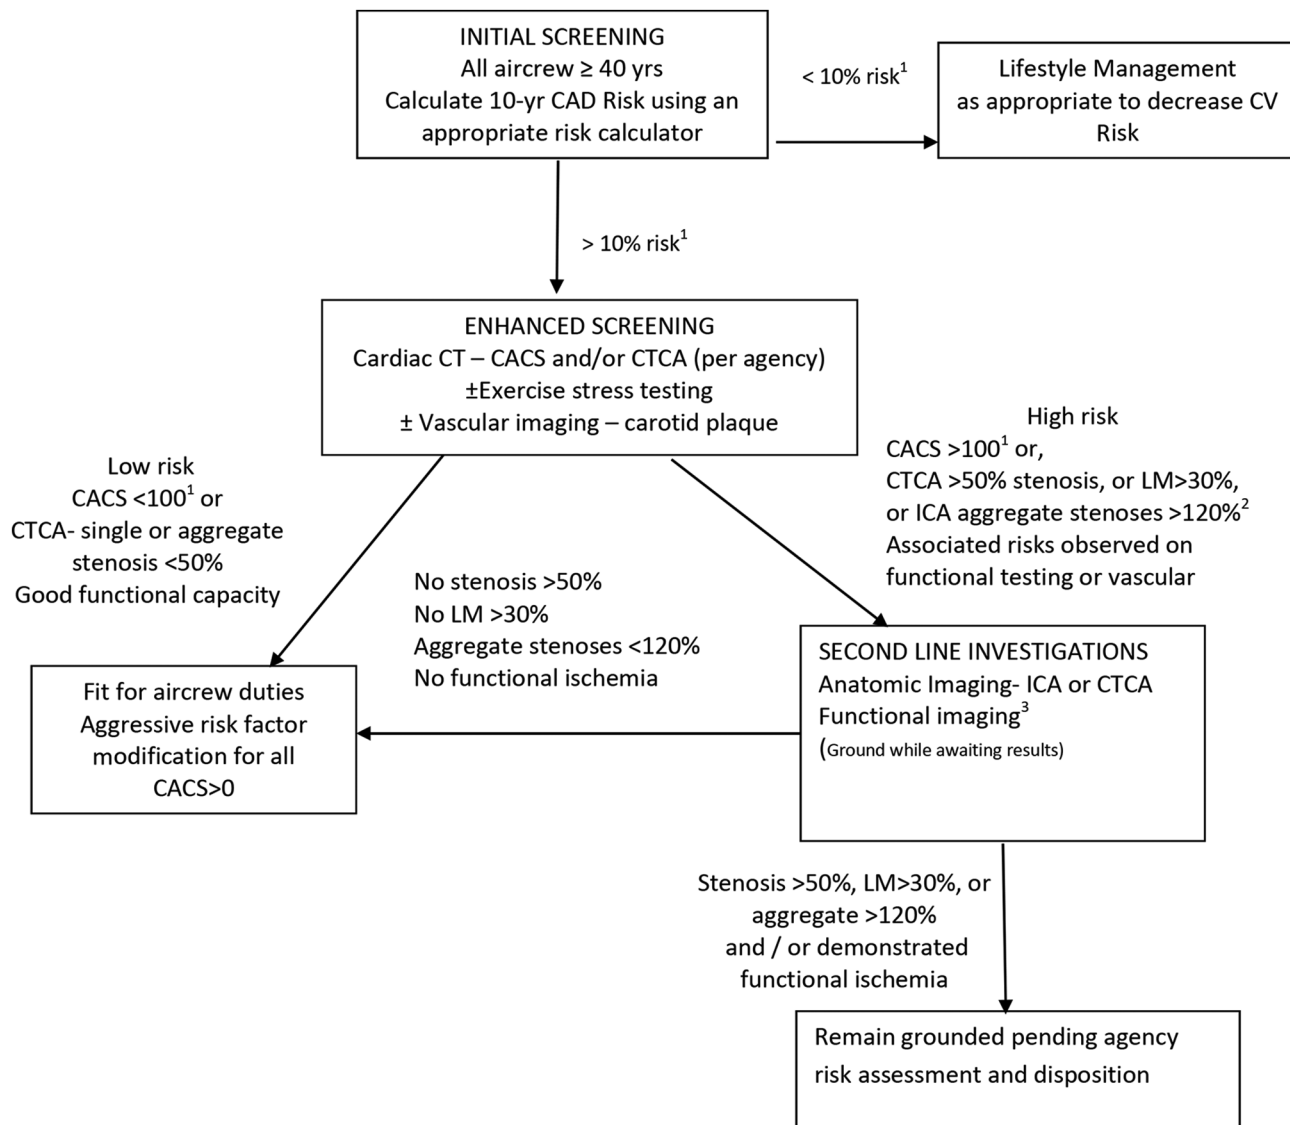 INITIAL SCREENING
All aircrew ≥ 40 yrs
Calculate 10-yr CAD Risk using an
appropriate risk calculator
< 10% risk¹
Lifestyle Management
as appropriate to decrease CV
Risk
> 10% risk¹
ENHANCED SCREENING
Cardiac CT – CACS and/or CTCA (per agency)
±Exercise stress testing
± Vascular imaging – carotid plaque
Low risk
CACS <100¹ or
CTCA- single or aggregate
stenosis <50%
Good functional capacity
High risk
CACS >100¹ or,
CTCA >50% stenosis, or LM>30%,
or ICA aggregate stenoses >120%²
Associated risks observed on
functional testing or vascular
No stenosis >50%
No LM >30%
Aggregate stenoses <120%
No functional ischemia
Fit for aircrew duties
Aggressive risk factor
modification for all
CACS>0
SECOND LINE INVESTIGATIONS
Anatomic Imaging- ICA or CTCA
Functional imaging³
(Ground while awaiting results)
Stenosis >50%, LM>30%, or
aggregate >120%
and / or demonstrated
functional ischemia
Remain grounded pending agency
risk assessment and disposition